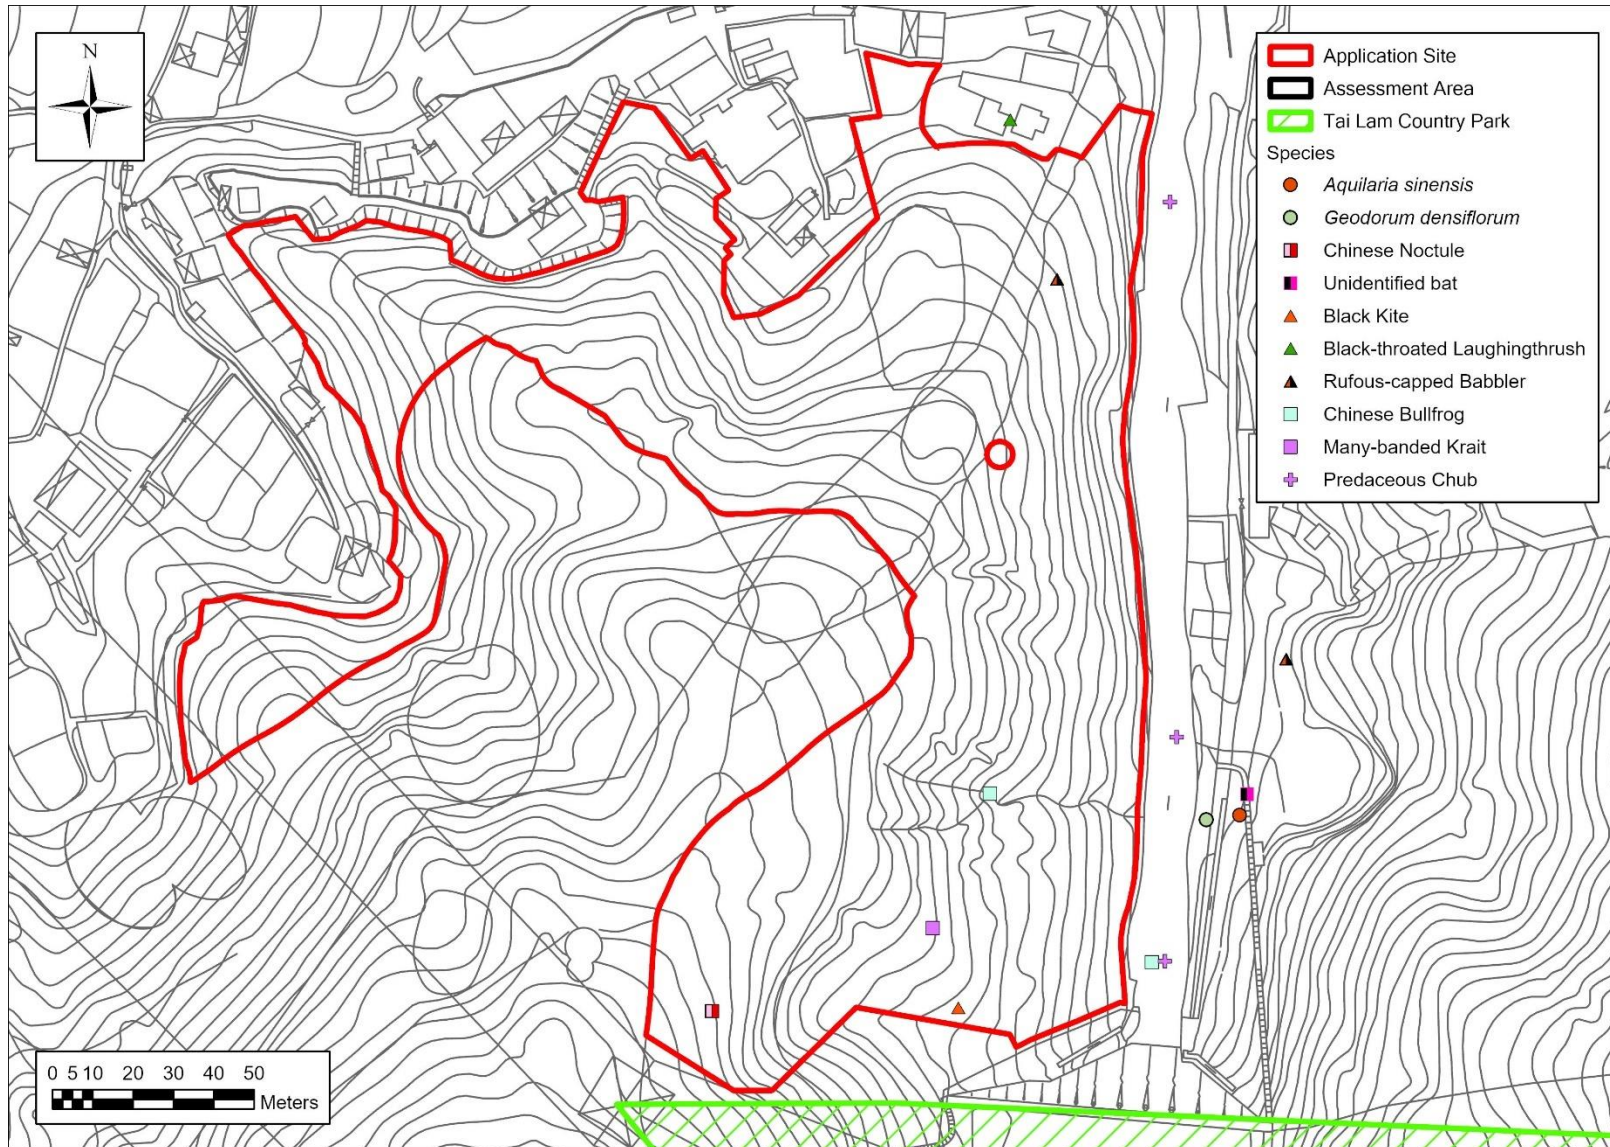 N
Application Site
Assessment Area
Tai Lam Country Park
Species
Aquilaria sinensis
Geodorum densiflorum
Chinese Noctule
Unidentified bat
Black Kite
Black-throated Laughingthrush
Rufous-capped Babbler
Chinese Bullfrog
Many-banded Krait
Predaceous Chub
0 5 10 20 30 40 50
Meters